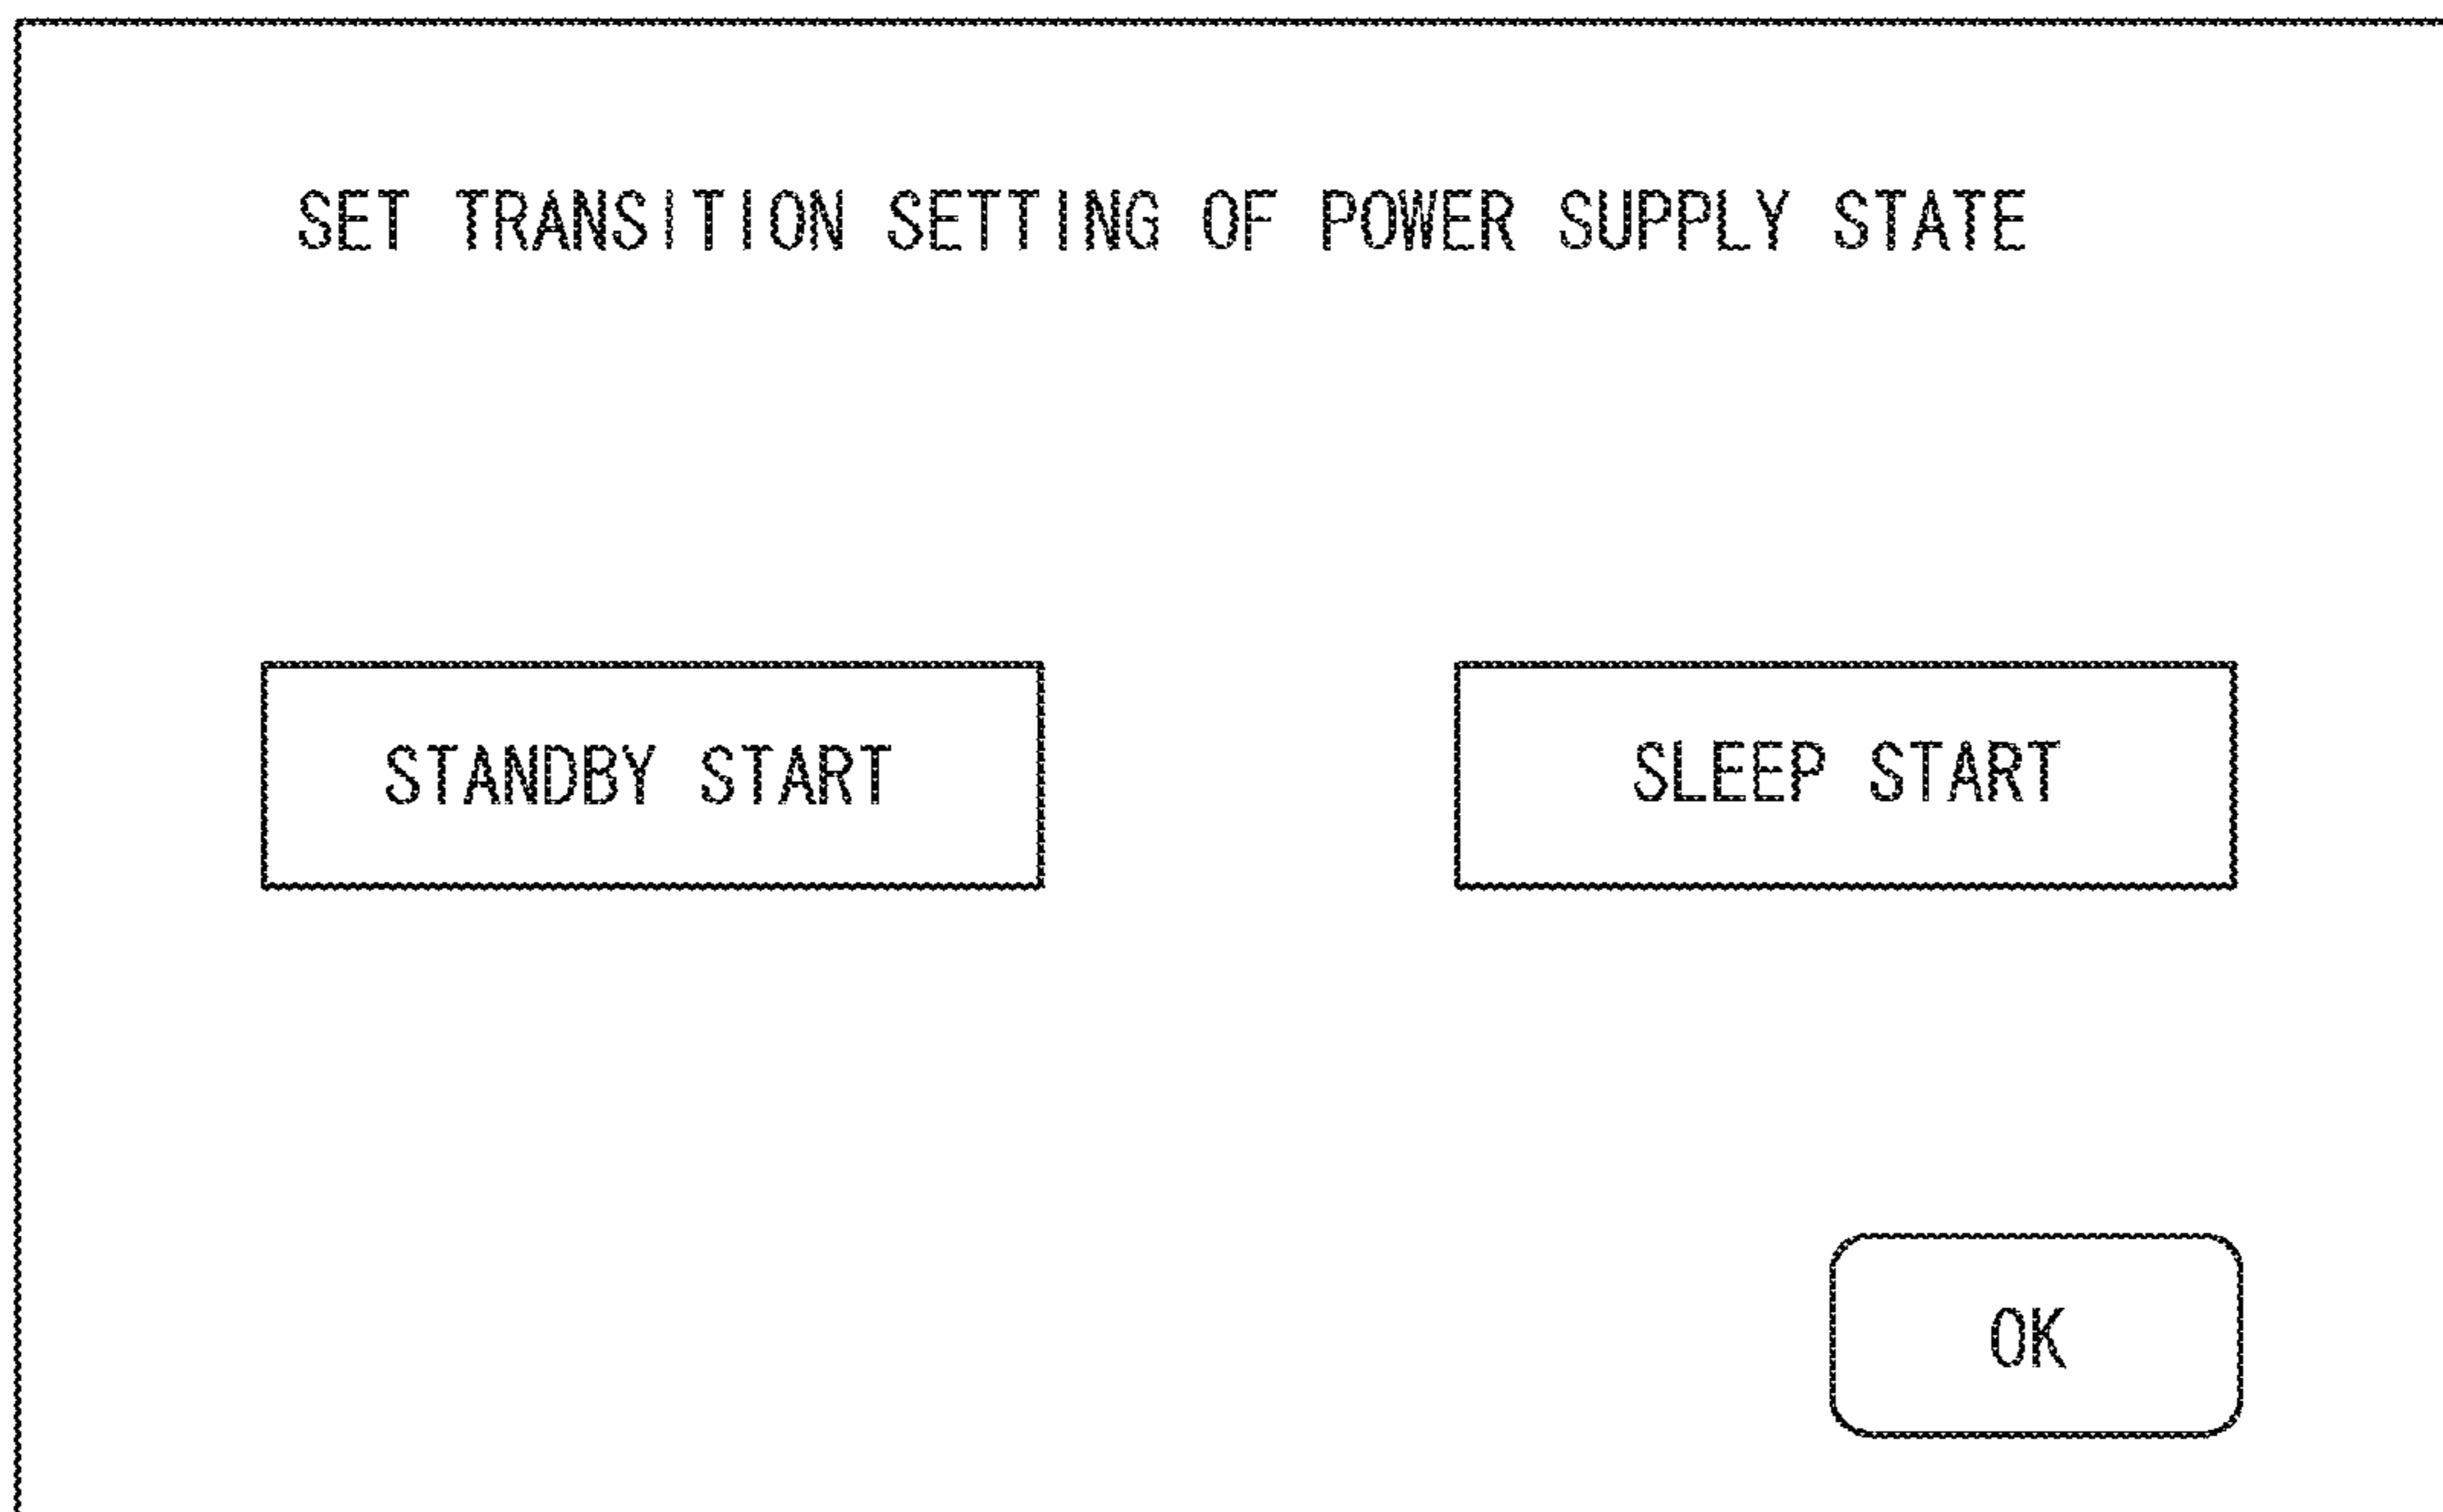 SET TRANSITION SETTING OF POWER SUPPLY STATE
STANDBY START
SLEEP START
OK